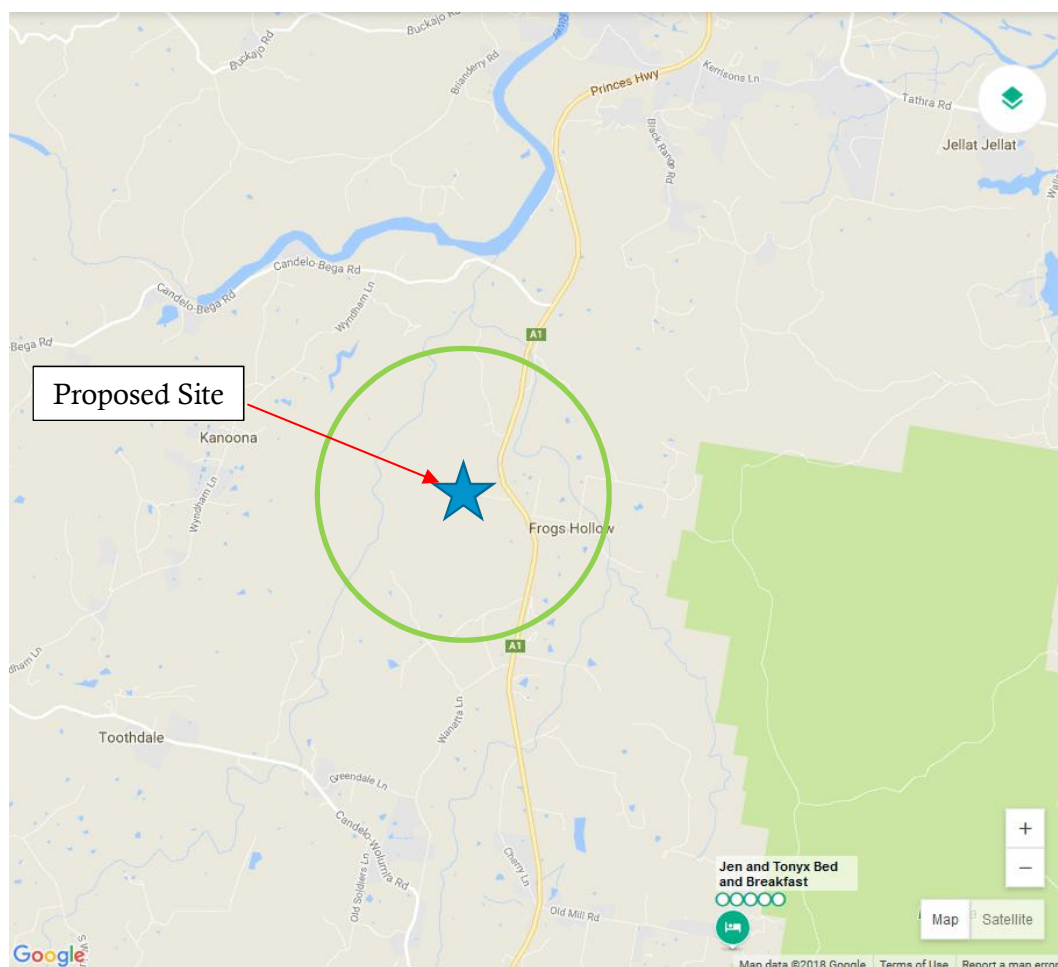 Buckajo Rd
Buckajo Rd
River
Brianderry Rd
Princes Hwy
Kerrisons Ln
Tathra Rd
Black Range Rd
Jellat Jellat
Candelo-Bega Rd
Candelo-Bega Rd
Wyndham Ln
-Bega Rd
A1
Proposed Site
Kanoona
Wyndham Ln
Frogs Hollow
A1
Wanatta Ln
Toothdale
Greendale Ln
Candelo-Wolumla Rd
Old Soldiers Ln
Cherry Ln
Old Mill Rd
Jen and Tonyx Bed
and Breakfast
+
−
Map
Satellite
Google
Map data ©2018 Google
Terms of Use
Report a map error